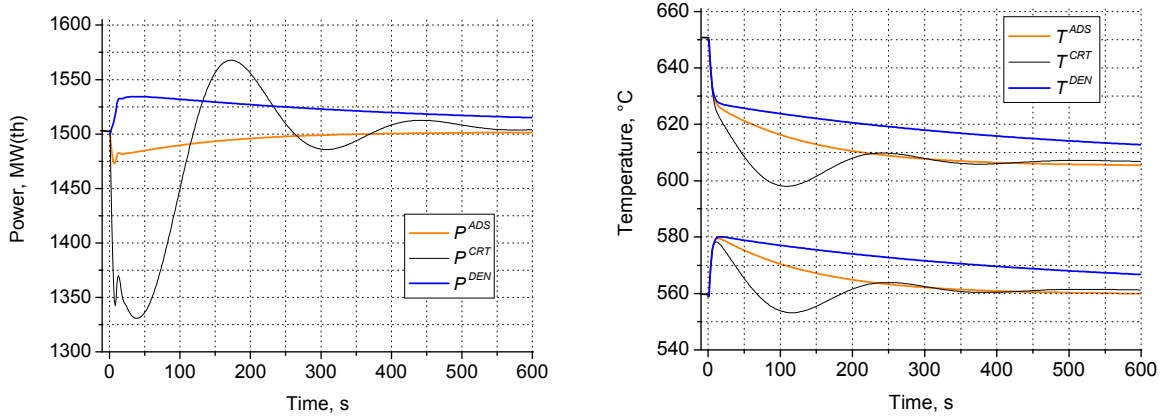 1600
1550
1500
1450
1400
1350
1300
Power, MW(th)
P^ADS
P^CRT
P^DEN
0 100 200 300 400 500 600
Time, s
660
640
620
600
580
560
540
Temperature, °C
T^ADS
T^CRT
T^DEN
0 100 200 300 400 500 600
Time, s